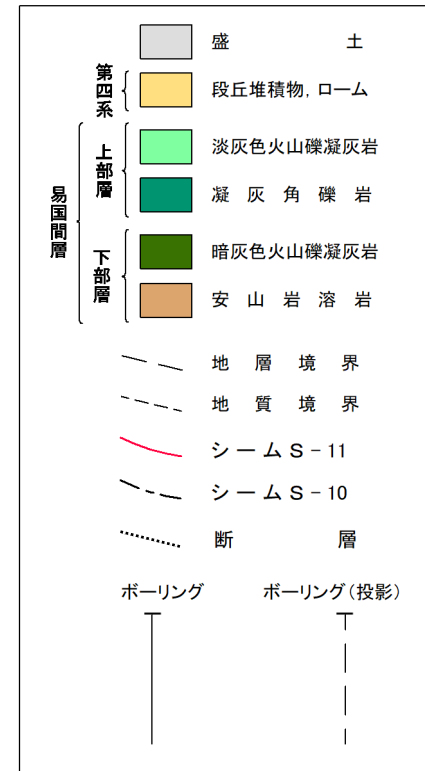 盛土
第四系
段丘堆積物，ローム
易国間層
上部層
淡灰色火山礫凝灰岩
凝灰角礫岩
下部層
暗灰色火山礫凝灰岩
安山岩溶岩
地層境界
地質境界
シームＳ－11
シームＳ－10
断層
ボーリング ボーリング（投影）